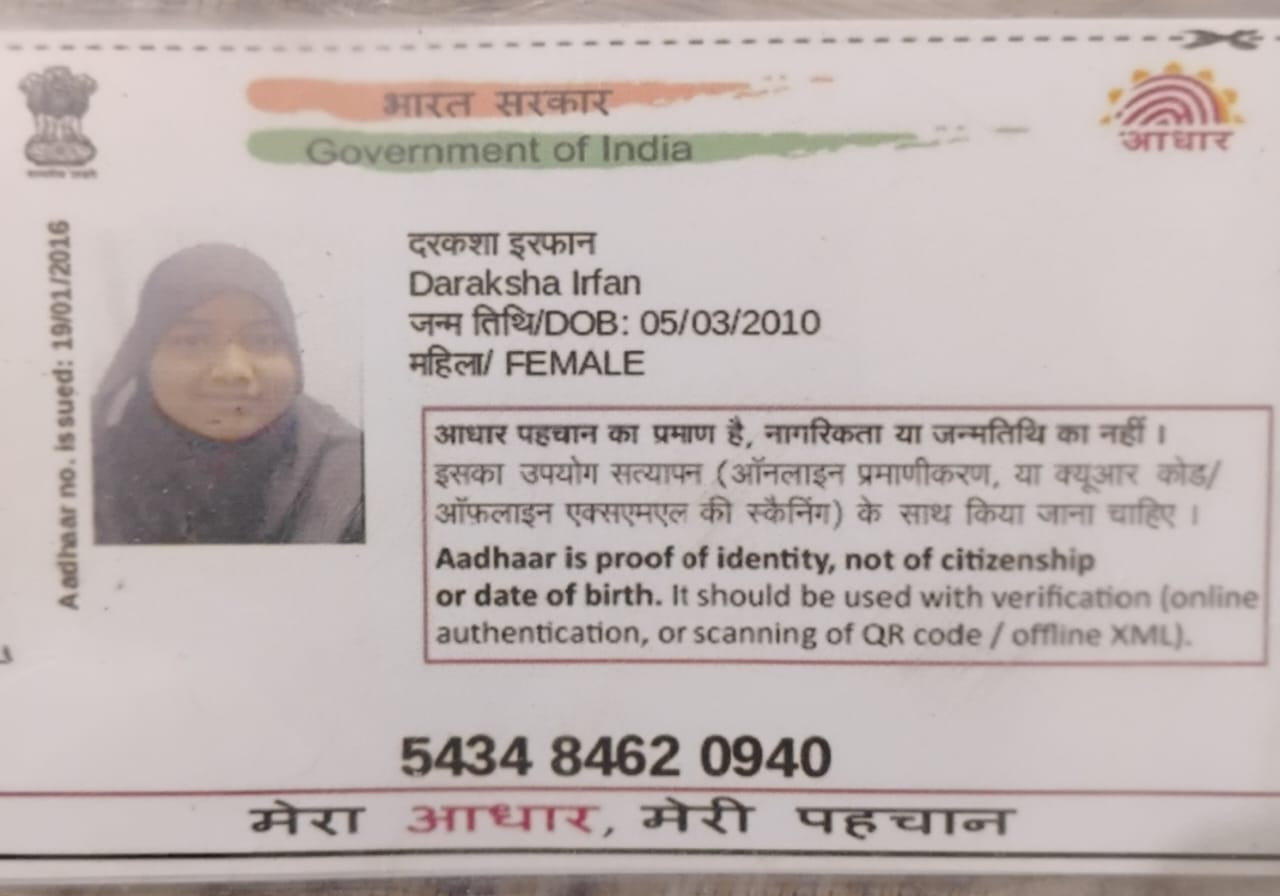 भारत सरकार
Government of India
आधार
Aadhaar no. issued: 19/01/2016
दरकशा इरफान
Daraksha Irfan
जन्म तिथि/DOB: 05/03/2010
महिला/ FEMALE
आधार पहचान का प्रमाण है, नागरिकता या जन्मतिथि का नहीं ।
इसका उपयोग सत्यापन (ऑनलाइन प्रमाणीकरण, या क्यूआर कोड/
ऑफ़लाइन एक्सएमएल की स्कैनिंग) के साथ किया जाना चाहिए ।
Aadhaar is proof of identity, not of citizenship
or date of birth. It should be used with verification (online
authentication, or scanning of QR code / offline XML).
5434 8462 0940
मेरा आधार, मेरी पहचान